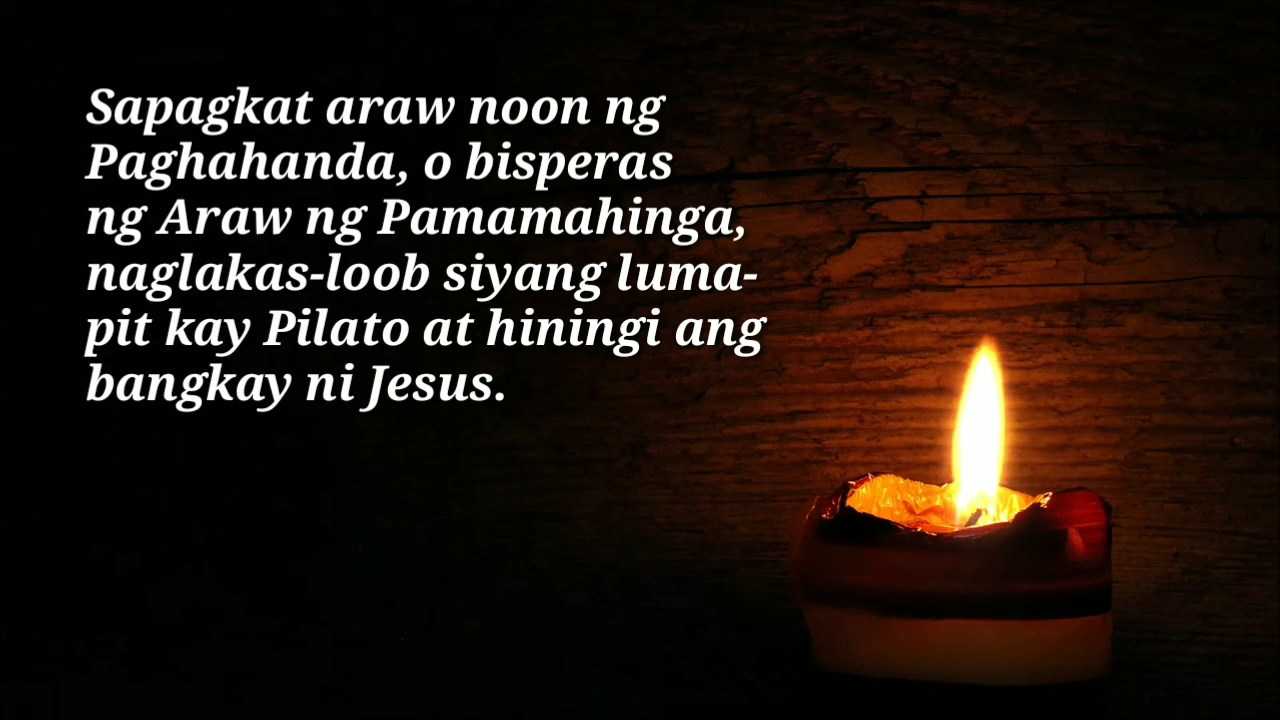 Sapagkat araw noon ng
Paghahanda, o bisperas
ng Araw ng Pamamahinga,
naglakas-loob siyang luma-
pit kay Pilato at hiningi ang
bangkay ni Jesus.